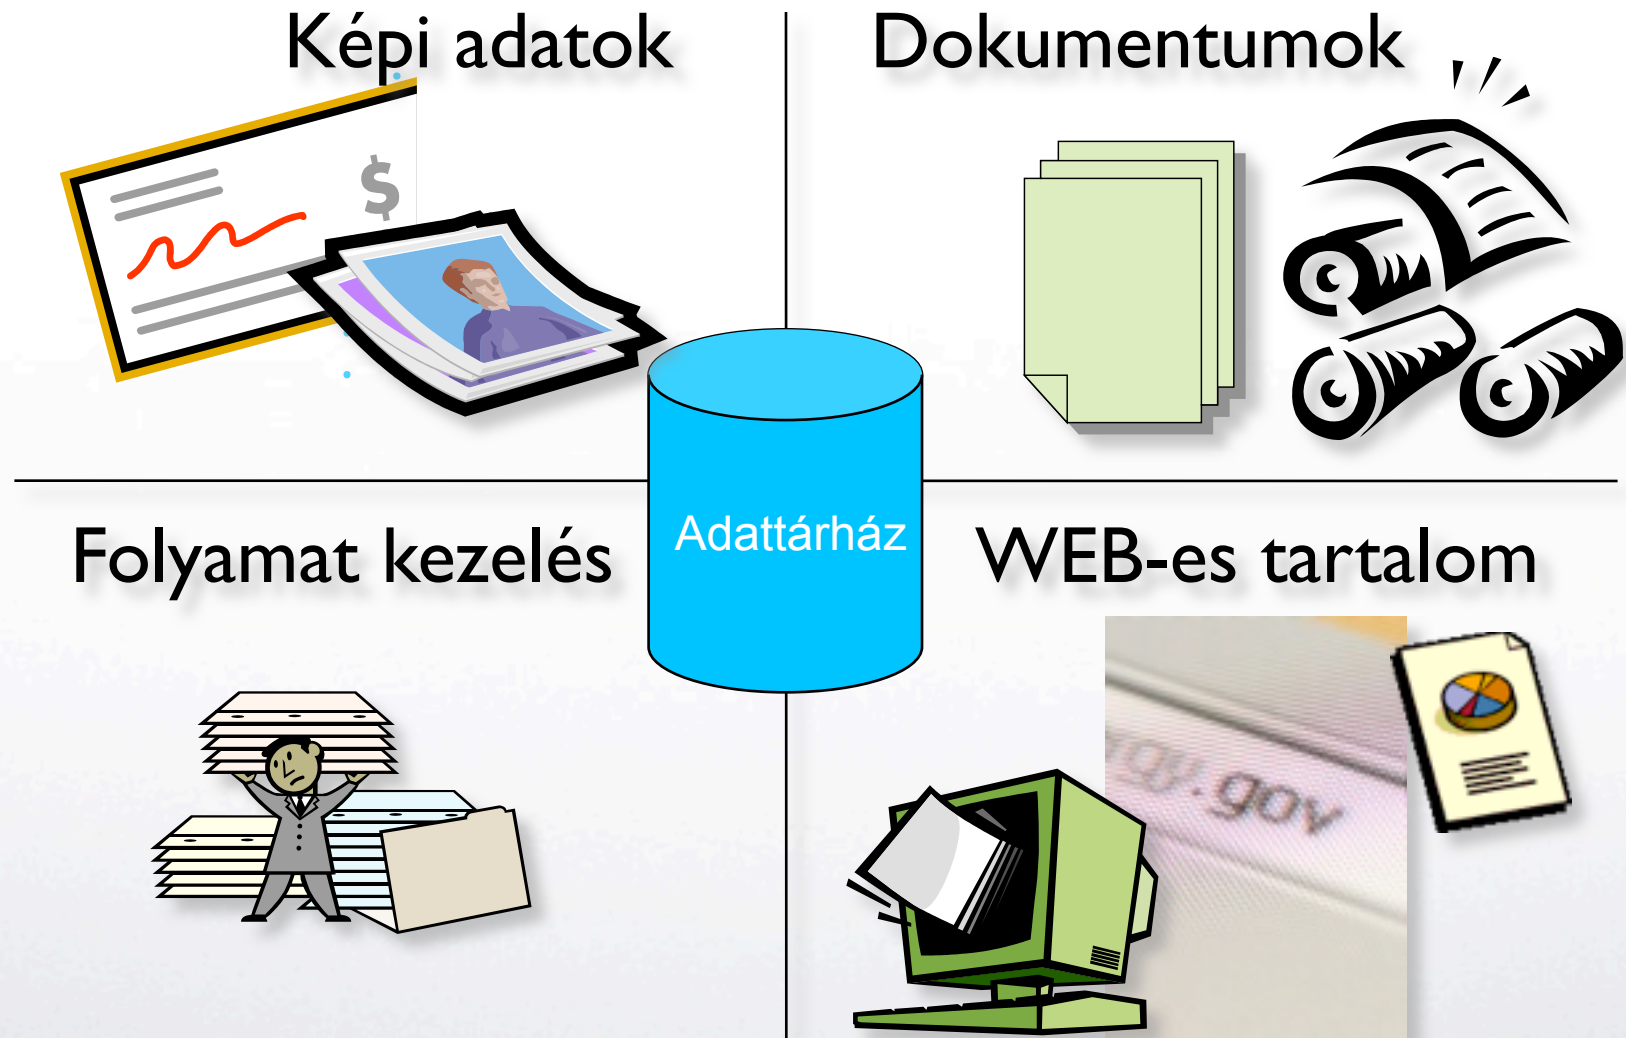 Képi adatok
Dokumentumok
$
Adattárház
Folyamat kezelés
WEB-es tartalom
.gov